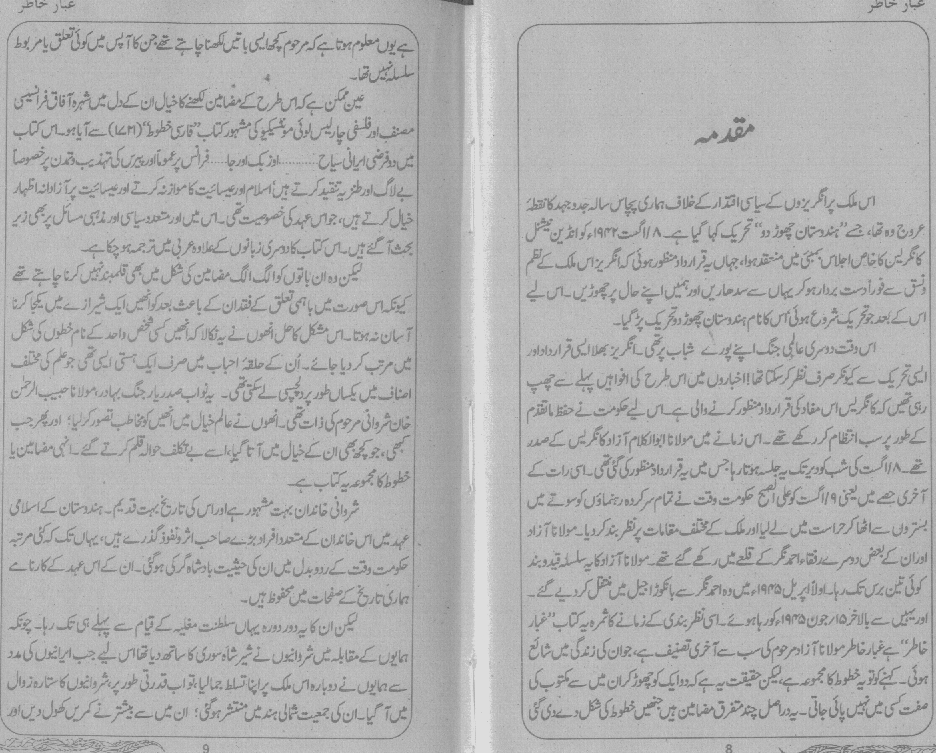 غبار خاطر
مقدمہ
اس ملک پر انگریزوں کے سیاسی اقتدار کے خلاف ہماری پچاس سالہ جدوجہد کا نقطۂ
عروج وہ تھا، جسے ”ہندوستان چھوڑ دو“ تحریک کہا گیا ہے۔ ۸/اگست ۱۹۴۲ء کو انڈین نیشنل
کانگریس کا خاص اجلاس بمبئی میں منعقد ہوا، جہاں یہ قرارداد منظور ہوئی کہ انگریز اس ملک کے نظم
ونسق سے فوراً دست بردار ہو کر یہاں سے سدھاریں اور ہمیں اپنے حال پر چھوڑیں۔ اس لیے
اس کے بعد جو تحریک شروع ہوئی اُس کا نام ہندوستان چھوڑ دو تحریک پڑ گیا۔
اس وقت دوسری عالمی جنگ اپنے پورے شباب پر تھی۔ انگریز بھلا ایسی قرارداد اور
ایسی تحریک سے کیونکر صرف نظر کر سکتا تھا! اخباروں میں اس طرح کی افواہیں پہلے سے چھپ
رہی تھیں کہ کانگریس اس مفاد کی قرارداد منظور کرنے والی ہے۔ اس لیے حکومت نے حفظ ما تقدم
کے طور پر سب انتظام کر رکھے تھے۔ اس زمانے میں مولانا ابوالکلام آزاد کانگریس کے صدر
تھے۔ ۸/اگست کی شب کو دیر تک یہ جلسہ ہوتا رہا جس میں یہ قرارداد منظور کی گئی تھی۔ اسی رات کے
آخری حصے میں یعنی ۹/اگست کو علی الصبح حکومت وقت نے تمام سرکردہ رہنماؤں کو سوتے میں
بستروں سے اٹھا کر حراست میں لے لیا اور ملک کے مختلف مقامات پر نظر بند کر دیا۔ مولانا آزاد
اور ان کے بعض دوسرے رفقاء احمد نگر کے قلعے میں رکھے گئے تھے۔ مولانا آزاد کا یہ سلسلہ قید و بند
کوئی تین برس تک رہا۔ اولاً اپریل ۱۹۴۵ء میں وہ احمد نگر سے بانکوڑا جیل میں منتقل کر دیے گئے۔
اور یہیں سے بالآخر ۱۵/جون ۱۹۴۵ء کو رہا ہوئے۔ اسی نظر بندی کے زمانے کا ثمرہ یہ کتاب ”غبار
خاطر“ ہے غبار خاطر مولانا آزاد مرحوم کی سب سے آخری تصنیف ہے، جو ان کی زندگی میں شائع
ہوئی۔ کہنے کو تو یہ خطوط کا مجموعہ ہے، لیکن حقیقت یہ ہے کہ دو ایک کو چھوڑ کر ان میں سے مکتوب کی
صفت کسی میں نہیں پائی جاتی۔ یہ دراصل چند متفرق مضامین ہیں جنھیں خطوط کی شکل دے دی گئی
8
غبار خاطر
ہے یوں معلوم ہوتا ہے کہ مرحوم کچھ ایسی باتیں لکھنا چاہتے تھے جن کا آپس میں کوئی تعلق یا مربوط
سلسلہ نہیں تھا۔
عین ممکن ہے کہ اس طرح کے مضامین لکھنے کا خیال ان کے دل میں شہرہ آفاق فرانسیسی
مصنف اور فلسفی چارلیس لوئی مونٹیسکیو کی مشہور کتاب ”فارسی خطوط“ (۱۷۲۱) سے آیا ہو۔ اس کتاب
میں دو فرضی ایرانی سیاح ......... اوزبک اور جا..... فرانس پر عموماً اور پیرس کی تہذیب و تمدن پر خصوصاً
بے لاگ اور طنزیہ تنقید کرتے ہیں؛ اسلام اور عیسائیت کا موازنہ کرتے اور عیسائیت پر آزادانہ اظہار
خیال کرتے ہیں، جو اس عہد کی خصوصیت تھی۔ اس میں اور متعدد سیاسی اور مذہبی مسائل پر بھی زیر
بحث آ گئے ہیں۔ اس کتاب کا دوسری زبانوں کے علاوہ عربی میں ترجمہ ہو چکا ہے۔
لیکن وہ ان باتوں کو الگ الگ مضامین کی شکل میں بھی قلمبند نہیں کرنا چاہتے تھے
کیونکہ اس صورت میں باہمی تعلق کے فقدان کے باعث بعد کو انھیں ایک شیرازے میں یکجا کرنا
آسان نہ ہوتا۔ اس مشکل کا حل انھوں نے یہ نکالا کہ انھیں کسی شخص واحد کے نام خطوں کی شکل
میں مرتب کر دیا جائے۔ اُن کے حلقۂ احباب میں صرف ایک ہستی ایسی تھی جو علم کی مختلف
اصناف میں یکساں طور پر دلچسپی لے سکتی تھی۔ یہ نواب صدر یار جنگ بہادر مولانا حبیب الرحمٰن
خان شروانی مرحوم کی ذات تھی۔ انھوں نے عالم خیال میں انھیں کو مخاطب تصور کر لیا؛ اور پھر جب
کبھی، جو کچھ بھی ان کے خیال میں آتا گیا، اسے بے تکلف حوالہ قلم کرتے گئے۔ انہی مضامین یا
خطوط کا مجموعہ یہ کتاب ہے۔
شروانی خاندان بہت مشہور ہے اور اس کی تاریخ بہت قدیم۔ ہندوستان کے اسلامی
عہد میں اس خاندان کے متعدد افراد بڑے صاحب اثر و نفوذ گذرے ہیں، یہاں تک کہ کئی مرتبہ
حکومت وقت کے ردوبدل میں ان کی حیثیت بادشاہ گر کی ہو گئی۔ ان کے اس عہد کے کارنامے
ہماری تاریخ کے صفحات میں محفوظ ہیں۔
لیکن ان کا یہ دور دورہ یہاں سلطنت مغلیہ کے قیام سے پہلے ہی تک رہا۔ چونکہ
ہمایوں کے مقابلہ میں شروانیوں نے شیر شاہ سوری کا ساتھ دیا تھا اس لیے جب ایرانیوں کی مدد
سے ہمایوں نے دوبارہ اس ملک پر اپنا تسلط جما لیا، تو اب قدرتی طور پر، شروانیوں کا ستارہ زوال
میں آ گیا۔ ان کی جمعیت شمالی ہند میں منتشر ہو گئی؛ ان میں سے بیشتر نے کمریں کھول دیں اور
9